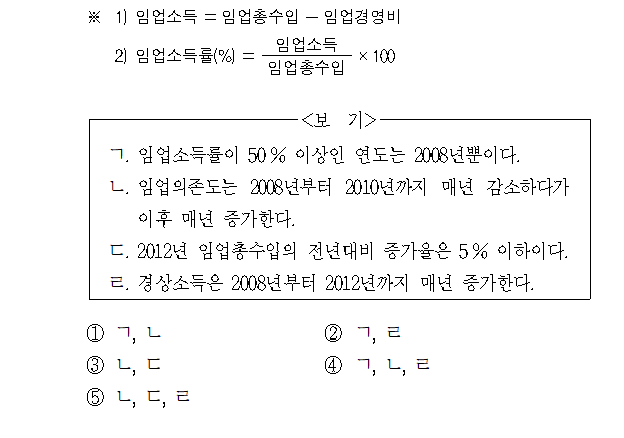 ※ 1) 임업소득 = 임업총수입 − 임업경영비
2) 임업소득률(%) = 임업소득 / 임업총수입 × 100
<보 기>
ㄱ. 임업소득률이 50% 이상인 연도는 2008년뿐이다.
ㄴ. 임업의존도는 2008년부터 2010년까지 매년 감소하다가
이후 매년 증가한다.
ㄷ. 2012년 임업총수입의 전년대비 증가율은 5% 이하이다.
ㄹ. 경상소득은 2008년부터 2012년까지 매년 증가한다.
① ㄱ, ㄴ ② ㄱ, ㄹ
③ ㄴ, ㄷ ④ ㄱ, ㄴ, ㄹ
⑤ ㄴ, ㄷ, ㄹ